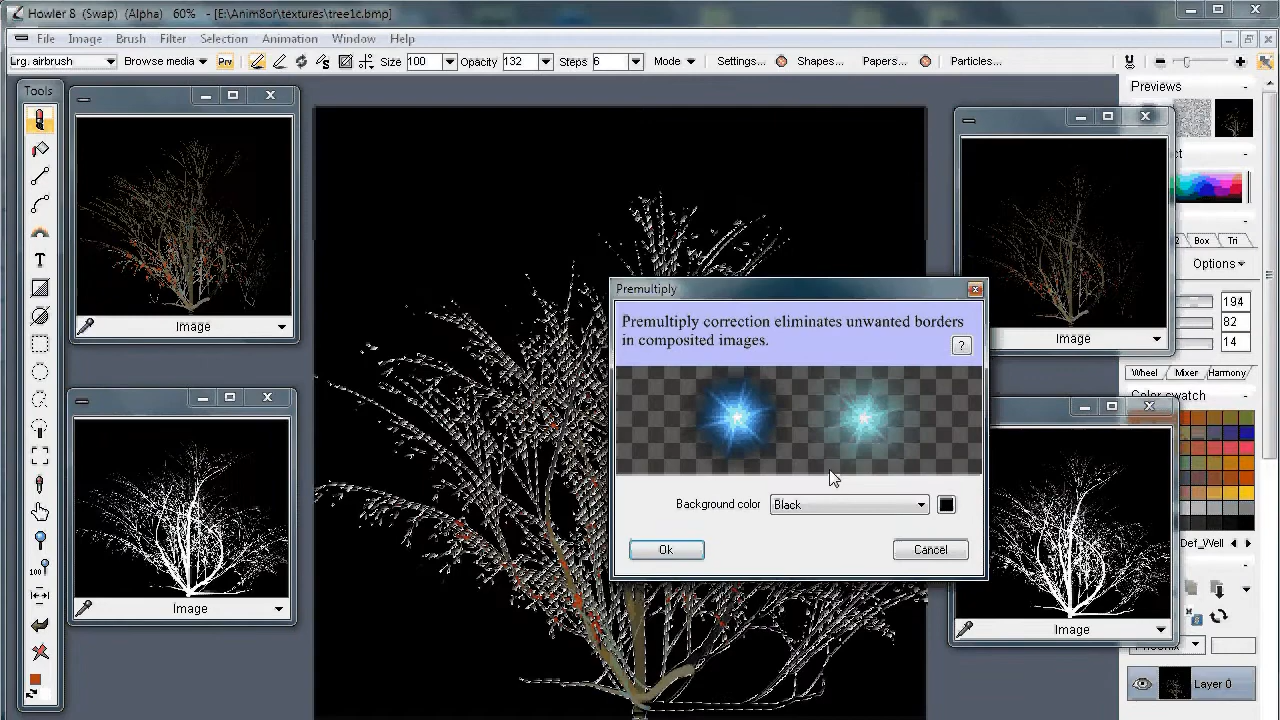 Howler 8 (Swap) (Alpha) 60% - [E:\Anim8or\textures\tree1c.bmp]
File Image Brush Filter Selection Animation Window Help
Lrg. airbrush Browse media Prv Size 100 Opacity 132 Steps 6 Mode Settings... Shapes... Papers... Particles...
Tools
Image
Image
Premultiply
Premultiply correction eliminates unwanted borders
in composited images.
?
Background color Black
Ok Cancel
Image
Image
Previews
Box Tri
Options
194
82
14
Wheel Mixer Harmony
Color swatch
Def_Well
Layer 0
T
100